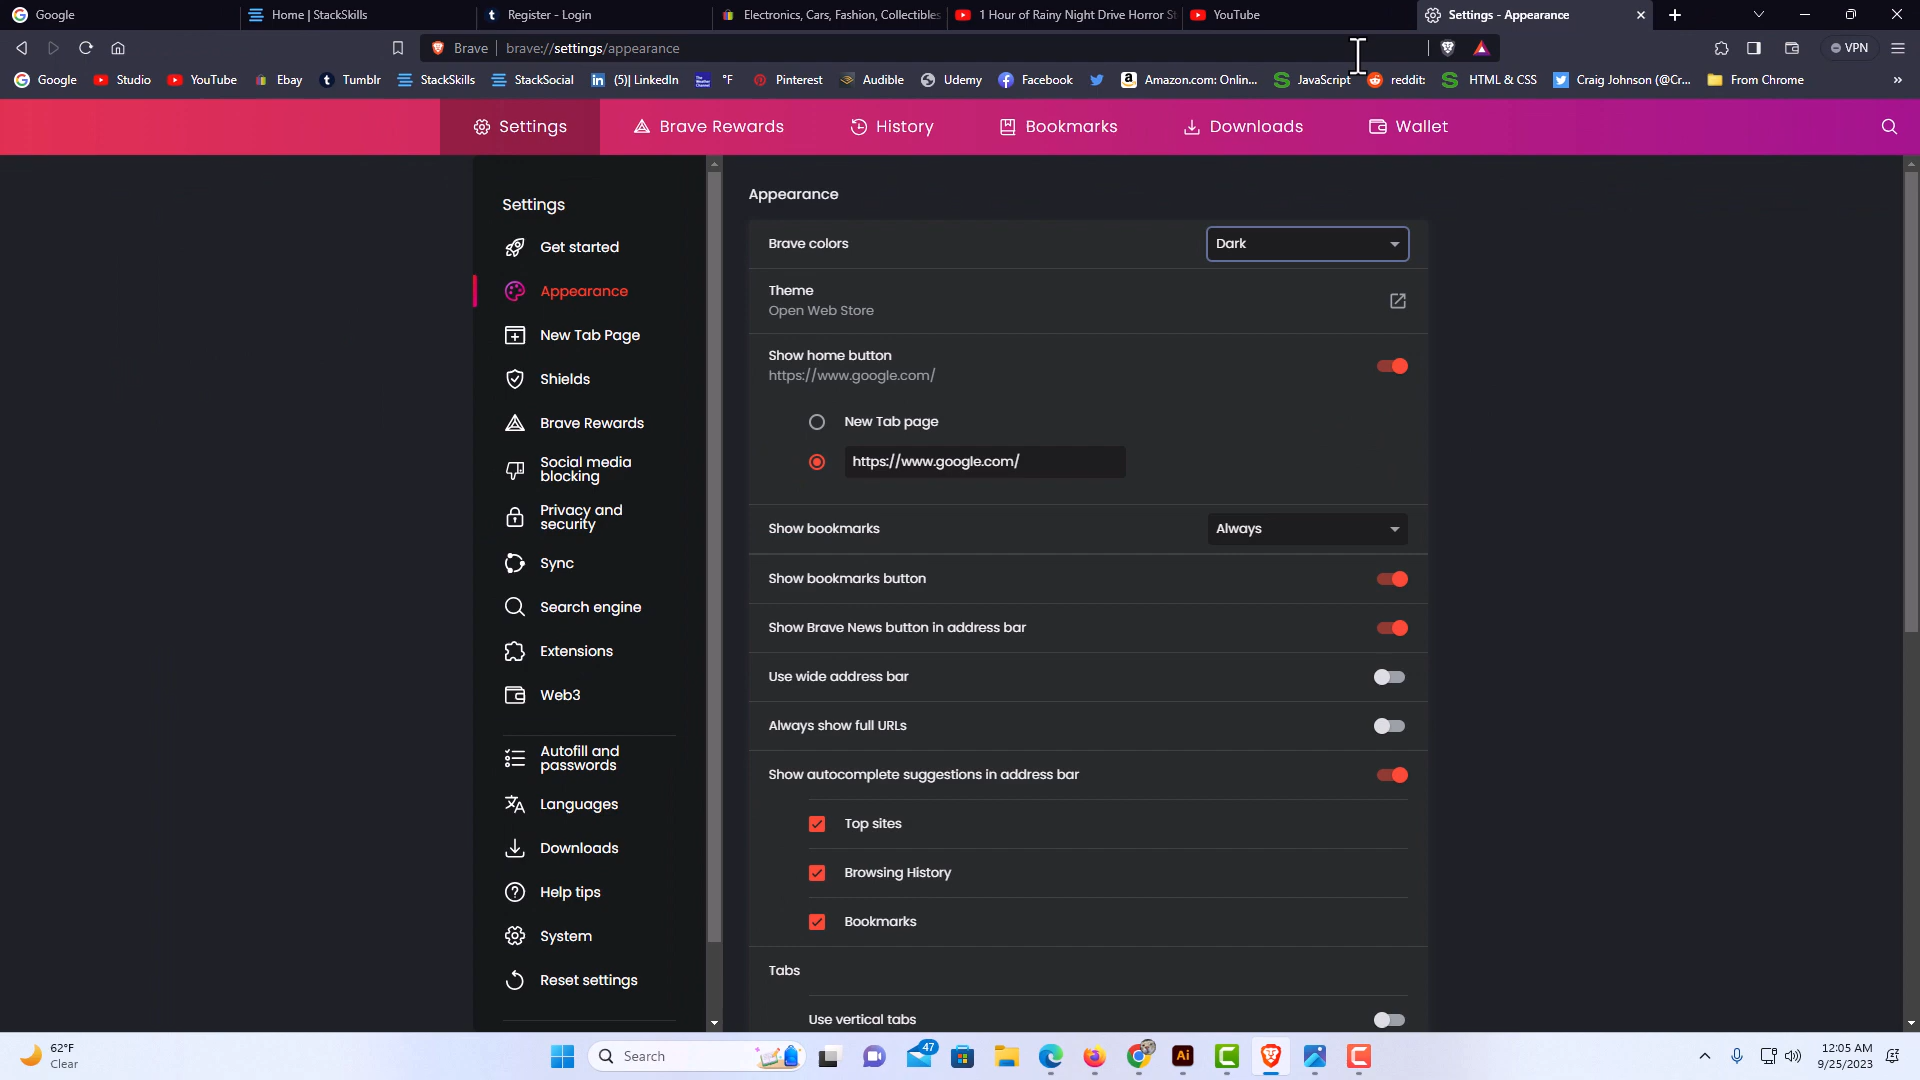 Google
Home | StackSkills
Register - Login
Electronics, Cars, Fashion, Collectibles
1 Hour of Rainy Night Drive Horror St
YouTube
Settings - Appearance
Brave
brave://settings/appearance
VPN
Google
Studio
YouTube
Ebay
Tumblr
StackSkills
StackSocial
(5)| LinkedIn
°F
Pinterest
Audible
Udemy
Facebook
Amazon.com: Onlin...
JavaScript
reddit:
HTML & CSS
Craig Johnson (@Cr...
From Chrome
Settings
Brave Rewards
History
Bookmarks
Downloads
Wallet
Settings
Get started
Appearance
New Tab Page
Shields
Brave Rewards
Social media
blocking
Privacy and
security
Sync
Search engine
Extensions
Web3
Autofill and
passwords
Languages
Downloads
Help tips
System
Reset settings
Appearance
Brave colors
Dark
Theme
Open Web Store
Show home button
https://www.google.com/
New Tab page
https://www.google.com/
Show bookmarks
Always
Show bookmarks button
Show Brave News button in address bar
Use wide address bar
Always show full URLs
Show autocomplete suggestions in address bar
Top sites
Browsing History
Bookmarks
Tabs
Use vertical tabs
62°F
Clear
Search
47
Ai
12:05 AM
9/25/2023